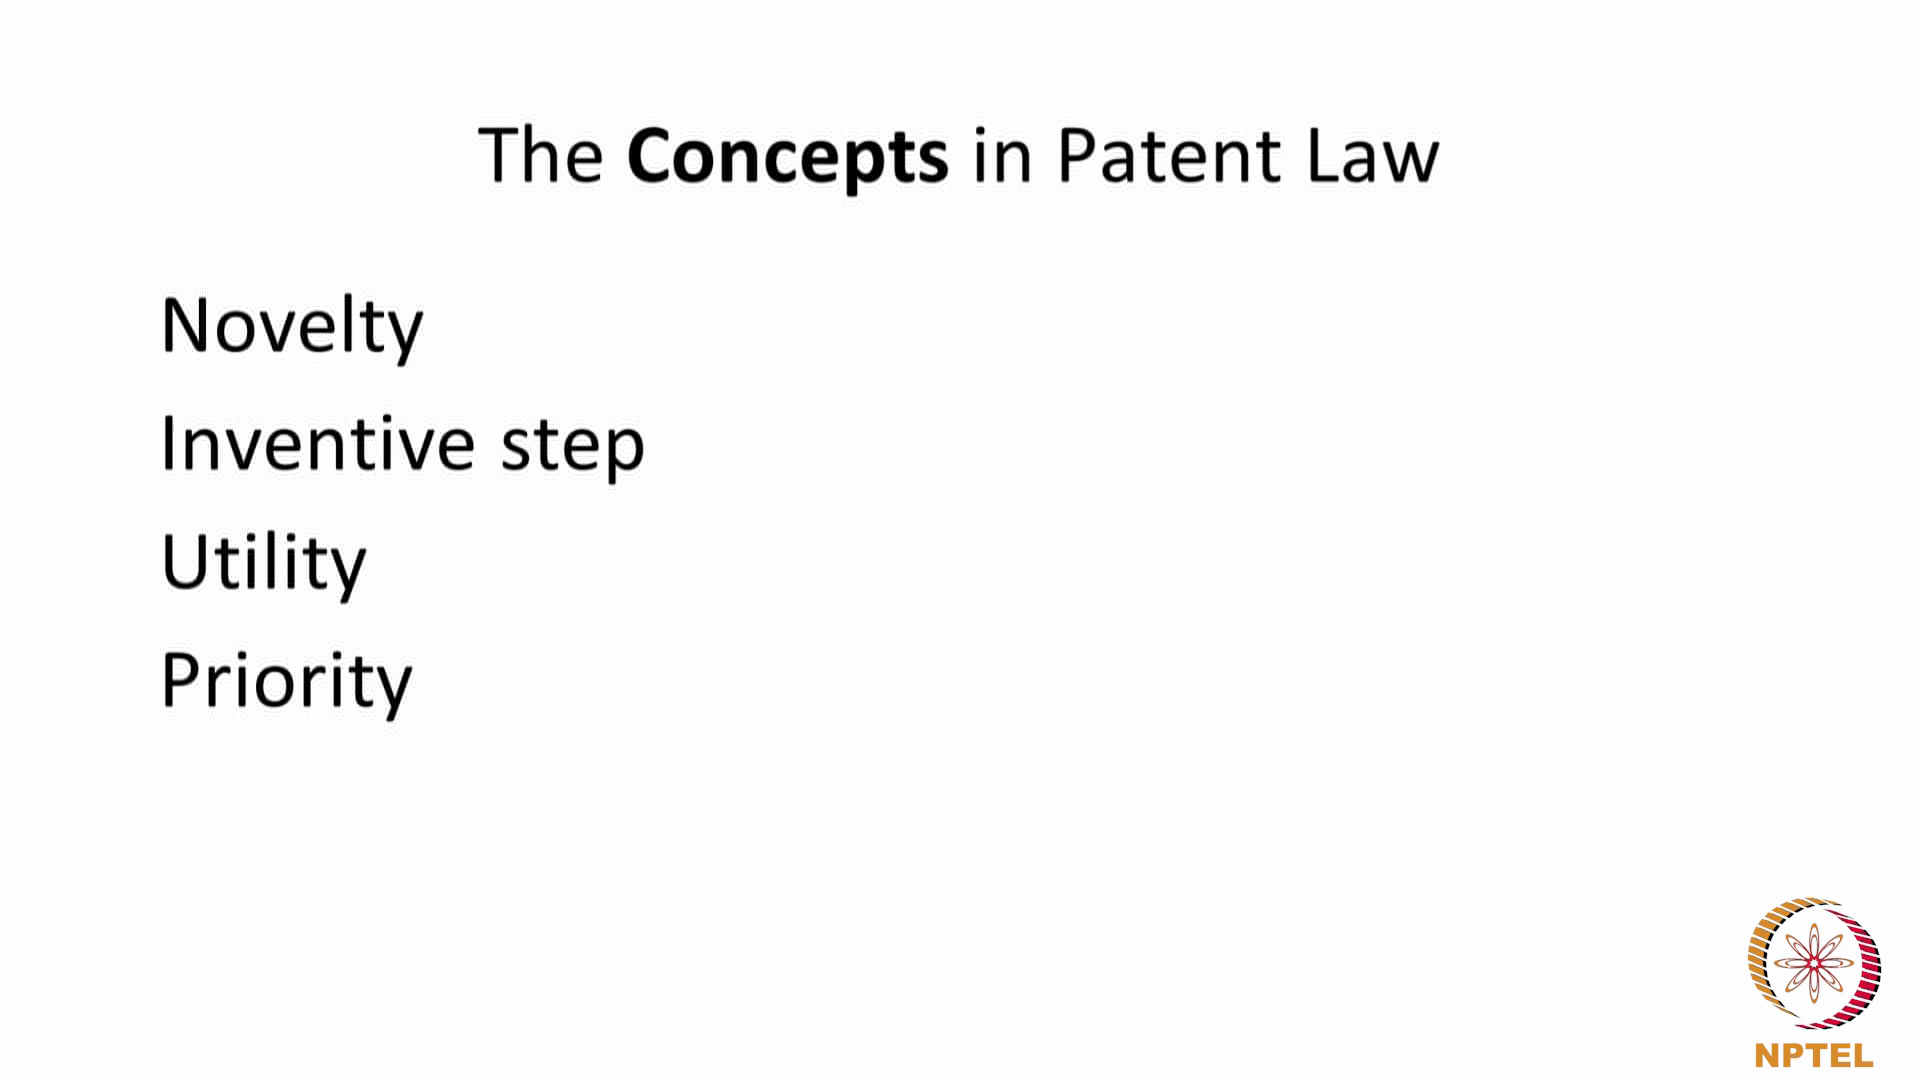 The Concepts in Patent Law
Novelty
Inventive step
Utility
Priority
NPTEL